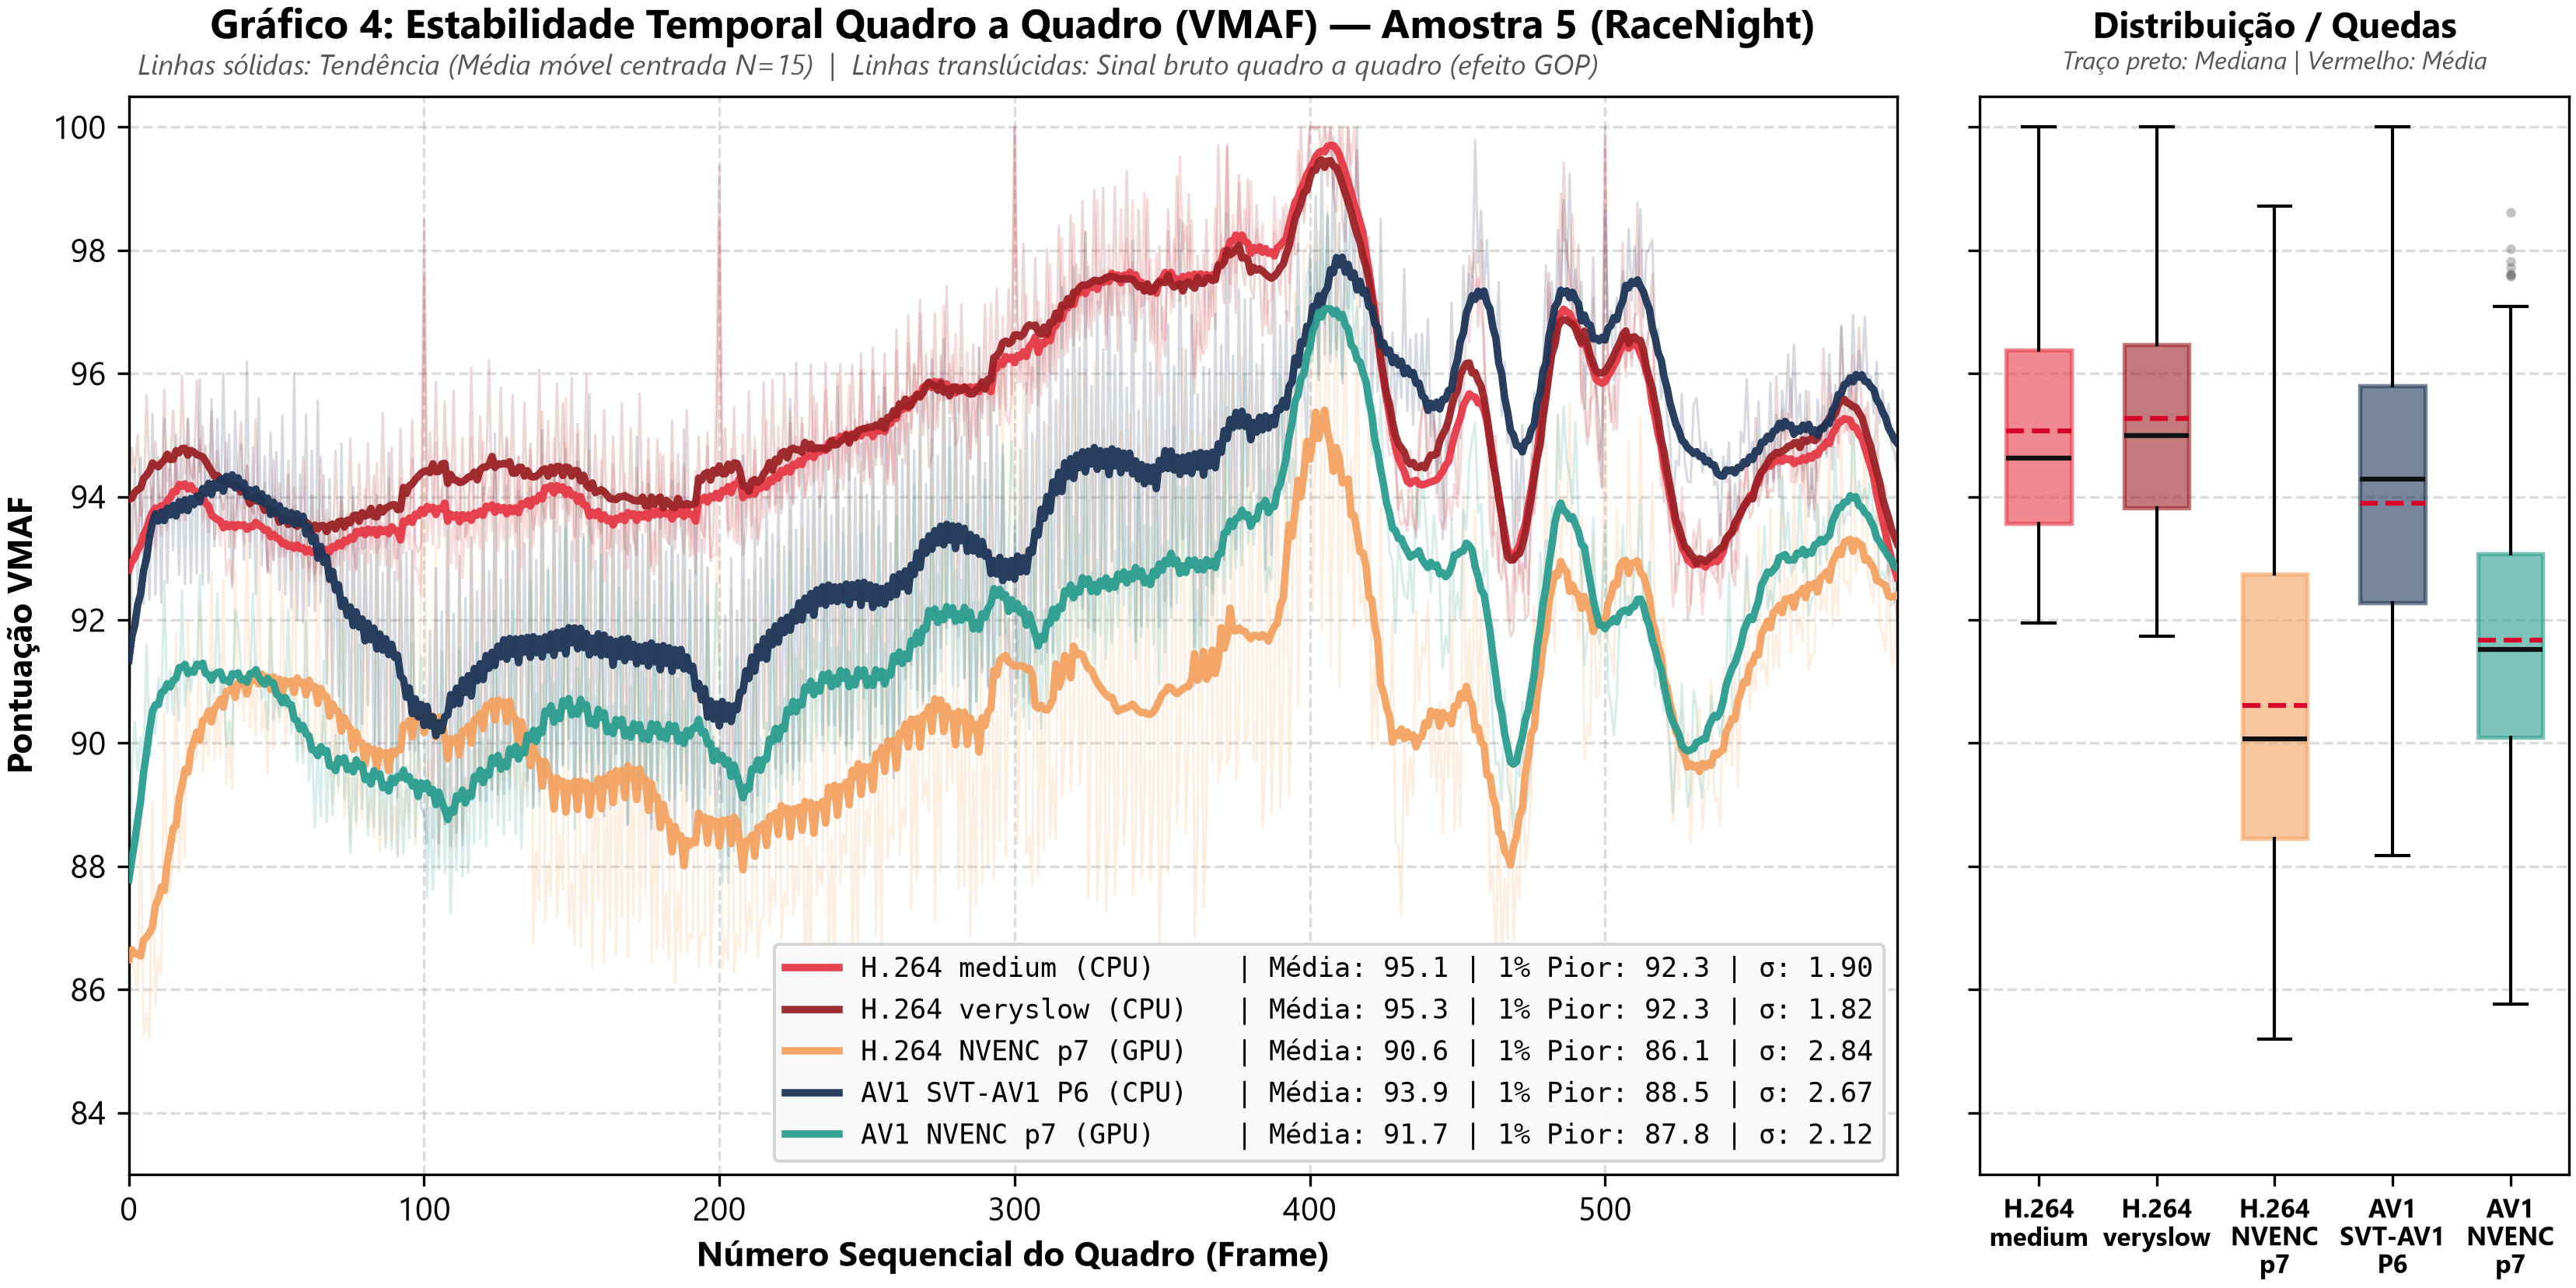 Gráfico 4: Estabilidade Temporal Quadro a Quadro (VMAF) — Amostra 5 (RaceNight)
Linhas sólidas: Tendência (Média móvel centrada N=15) | Linhas translúcidas: Sinal bruto quadro a quadro (efeito GOP)
Pontuação VMAF
100
98
96
94
92
90
88
86
84
0 100 200 300 400 500
Número Sequencial do Quadro (Frame)
H.264 medium (CPU) | Média: 95.1 | 1% Pior: 92.3 | σ: 1.90
H.264 veryslow (CPU) | Média: 95.3 | 1% Pior: 92.3 | σ: 1.82
H.264 NVENC p7 (GPU) | Média: 90.6 | 1% Pior: 86.1 | σ: 2.84
AV1 SVT-AV1 P6 (CPU) | Média: 93.9 | 1% Pior: 88.5 | σ: 2.67
AV1 NVENC p7 (GPU) | Média: 91.7 | 1% Pior: 87.8 | σ: 2.12
Distribuição / Quedas
Traço preto: Mediana | Vermelho: Média
H.264 H.264 H.264 AV1 AV1
medium veryslow NVENC SVT-AV1 NVENC
p7 P6 p7